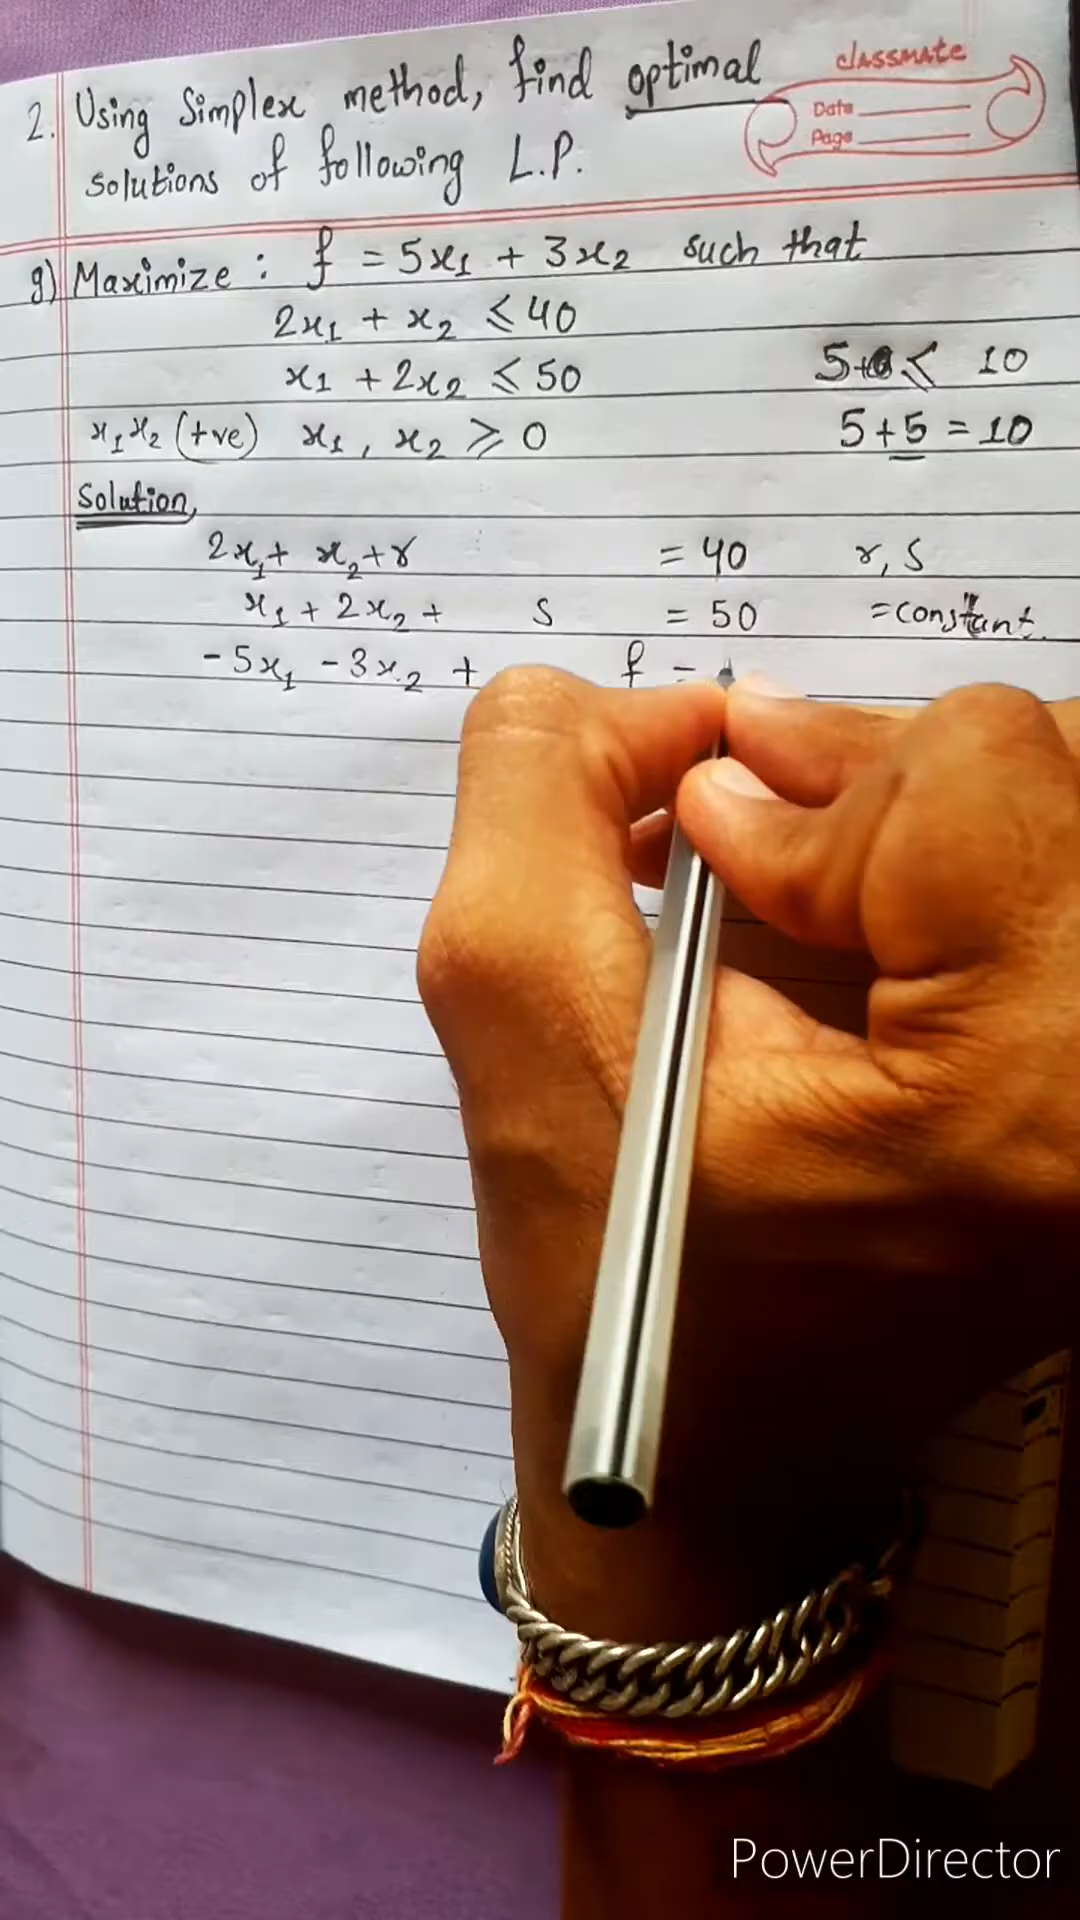 2. Using Simplex method, find optimal
solutions of following L.P.
classmate
Date
Page
g) Maximize : f = 5x₁ + 3x₂ such that
2x₁ + x₂ ≤ 40
x₁ + 2x₂ ≤ 50
5+ ≤ 10
x₁ x₂ (+ve) x₁, x₂ ≥ 0
5+5 = 10
Solution,
2x₁ + x₂ + r = 40 r, s
x₁ + 2x₂ + s = 50 = constant.
-5x₁ - 3x₂ + f =
PowerDirector